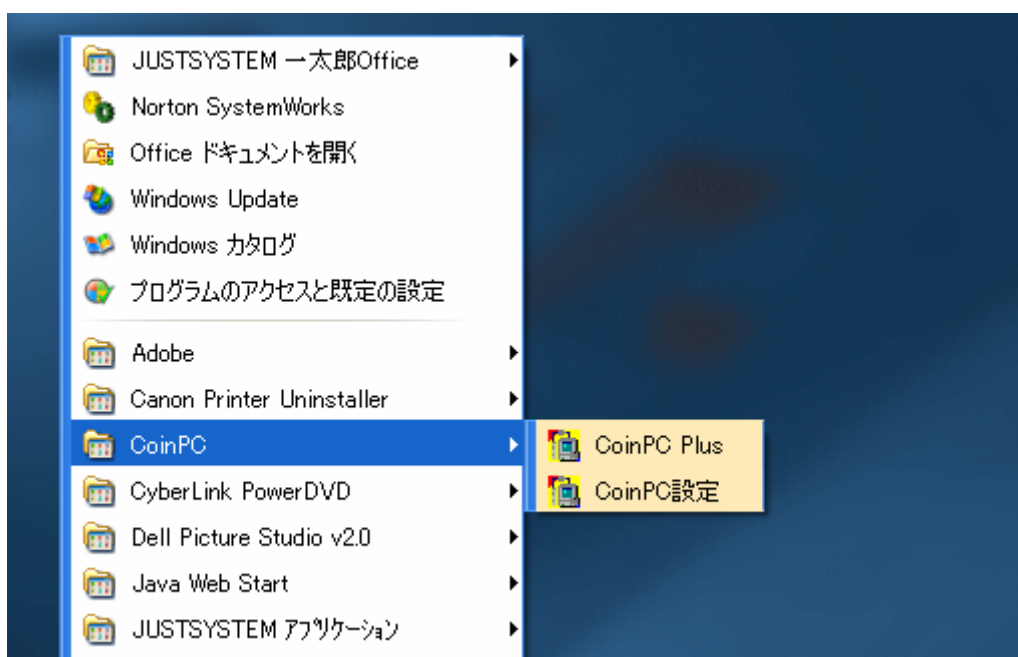 JUSTSYSTEM 一太郎Office
Norton SystemWorks
Office ドキュメントを開く
Windows Update
Windows カタログ
プログラムのアクセスと既定の設定
Adobe
Canon Printer Uninstaller
CoinPC
CoinPC Plus
CoinPC設定
CyberLink PowerDVD
Dell Picture Studio v2.0
Java Web Start
JUSTSYSTEM アプリケーション